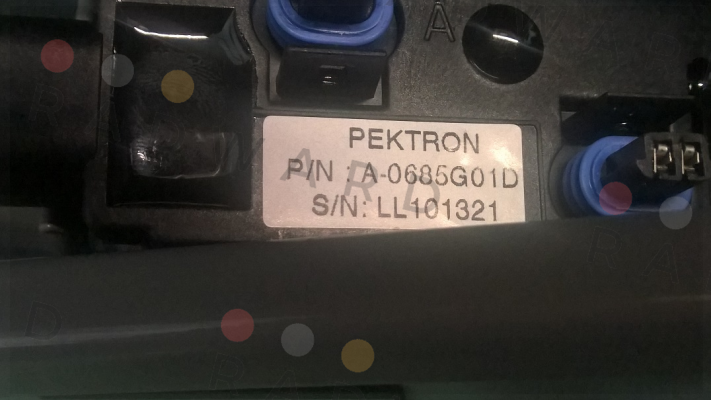 A
PEKTRON
P/N : A-0685G01D
S/N: LL101321